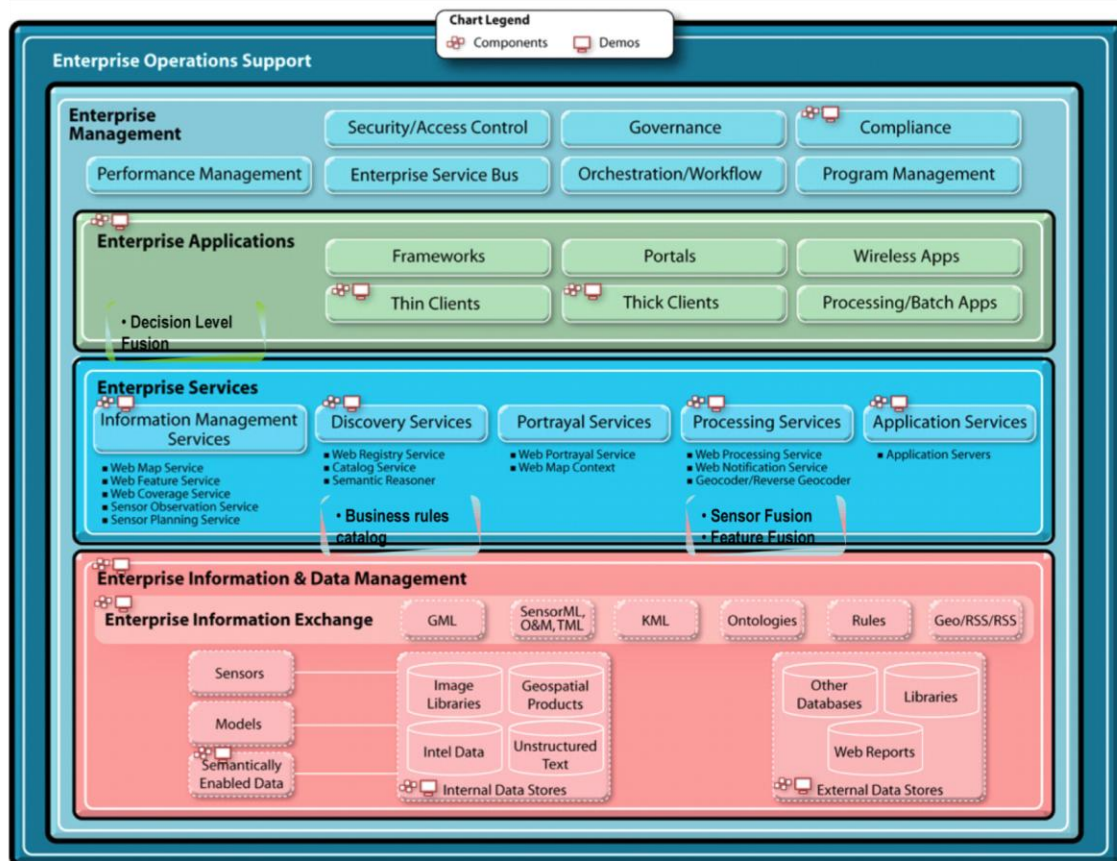 Chart Legend
Components Demos
Enterprise Operations Support
Enterprise
Management
Security/Access Control
Governance
Compliance
Performance Management
Enterprise Service Bus
Orchestration/Workflow
Program Management
Enterprise Applications
Frameworks
Portals
Wireless Apps
Thin Clients
Thick Clients
Processing/Batch Apps
• Decision Level
Fusion
Enterprise Services
Information Management
Services
▪ Web Map Service
▪ Web Feature Service
▪ Web Coverage Service
▪ Sensor Observation Service
▪ Sensor Planning Service
Discovery Services
▪ Web Registry Service
▪ Catalog Service
▪ Semantic Reasoner
• Business rules
catalog
Portrayal Services
▪ Web Portrayal Service
▪ Web Map Context
Processing Services
▪ Web Processing Service
▪ Web Notification Service
▪ Geocoder/Reverse Geocoder
• Sensor Fusion
• Feature Fusion
Application Services
▪ Application Servers
Enterprise Information & Data Management
Enterprise Information Exchange
GML
SensorML,
O&M, TML
KML
Ontologies
Rules
Geo/RSS/RSS
Sensors
Models
Semantically
Enabled Data
Image
Libraries
Geospatial
Products
Intel Data
Unstructured
Text
Internal Data Stores
Other
Databases
Libraries
Web Reports
External Data Stores